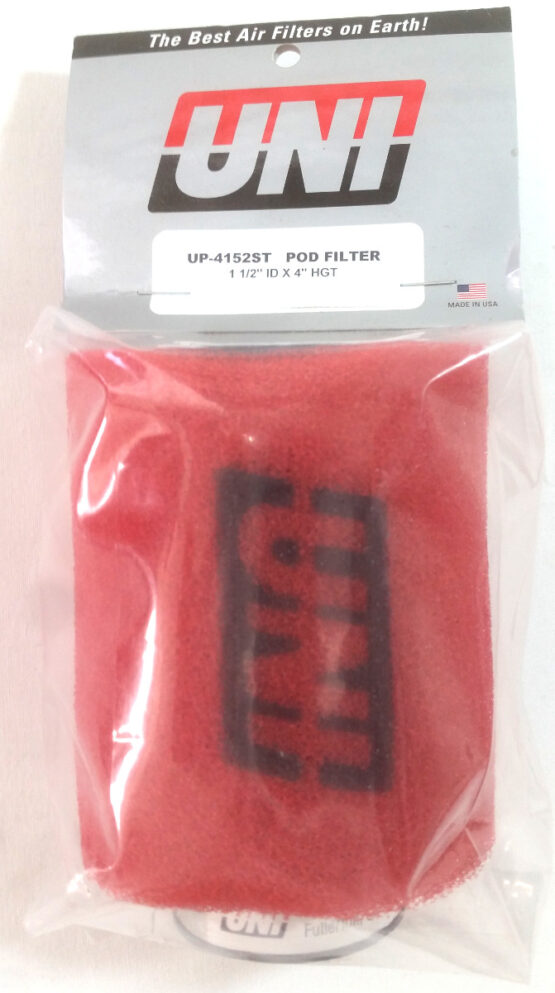 The Best Air Filters on Earth!
UNI
UP-4152ST POD FILTER
1 1/2" ID X 4" HGT
MADE IN USA
UNI
UNI